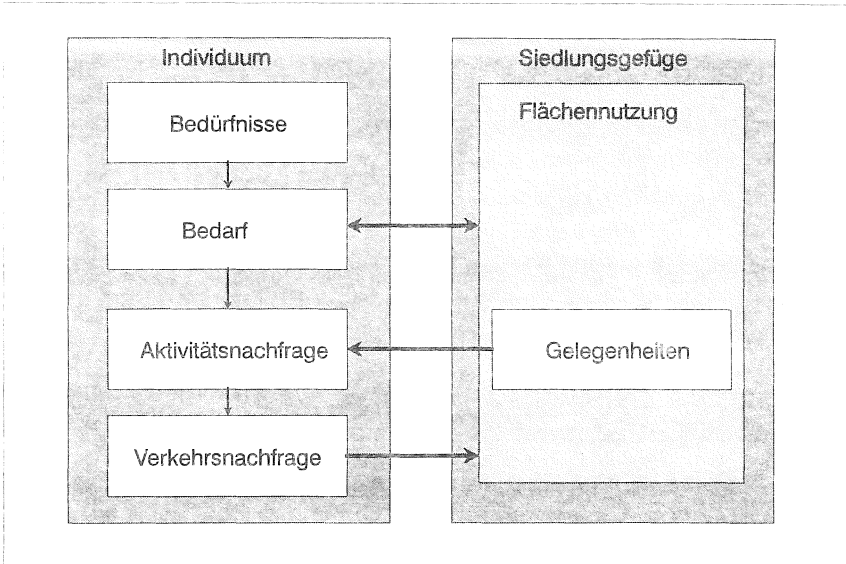 Individuum
Bedürfnisse
Bedarf
Aktivitätsnachfrage
Verkehrsnachfrage
Siedlungsgefüge
Flächennutzung
Gelegenheiten